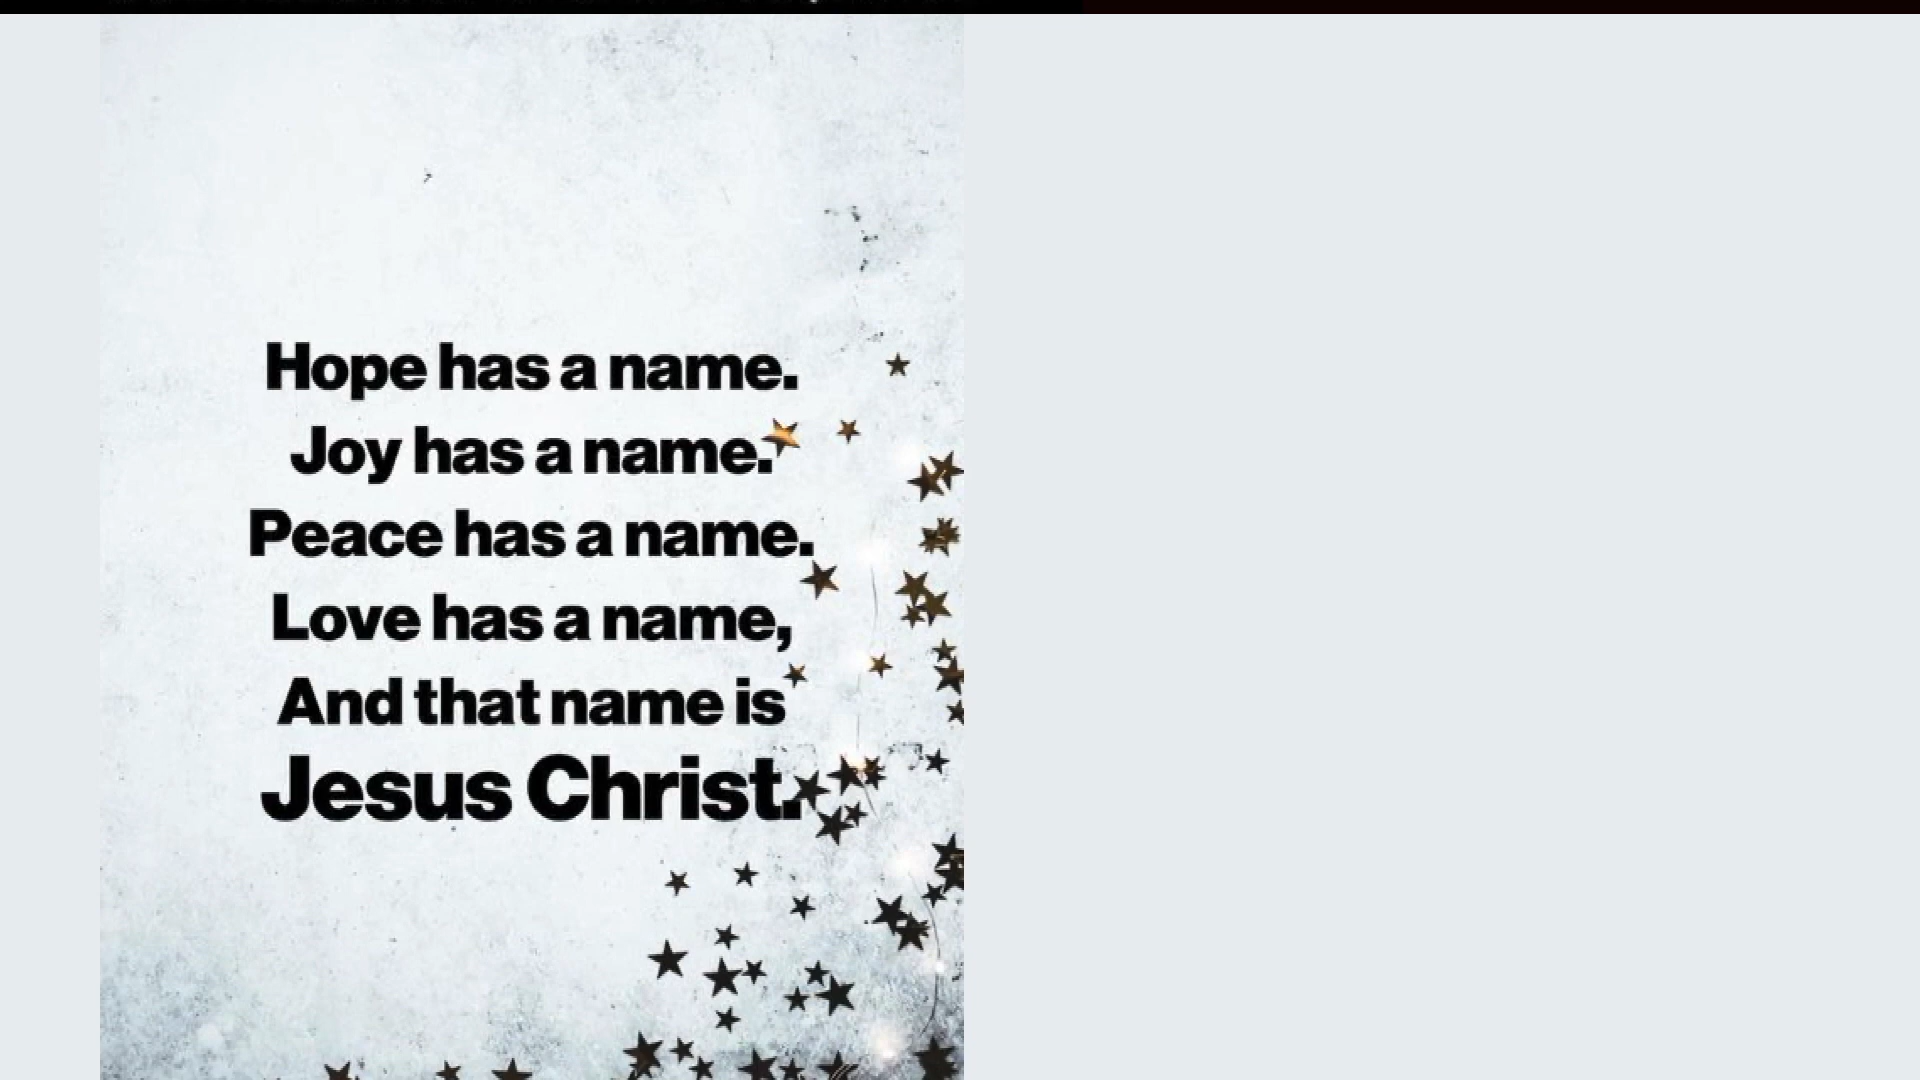 Hope has a name.
Joy has a name.
Peace has a name.
Love has a name,
And that name is
Jesus Christ.